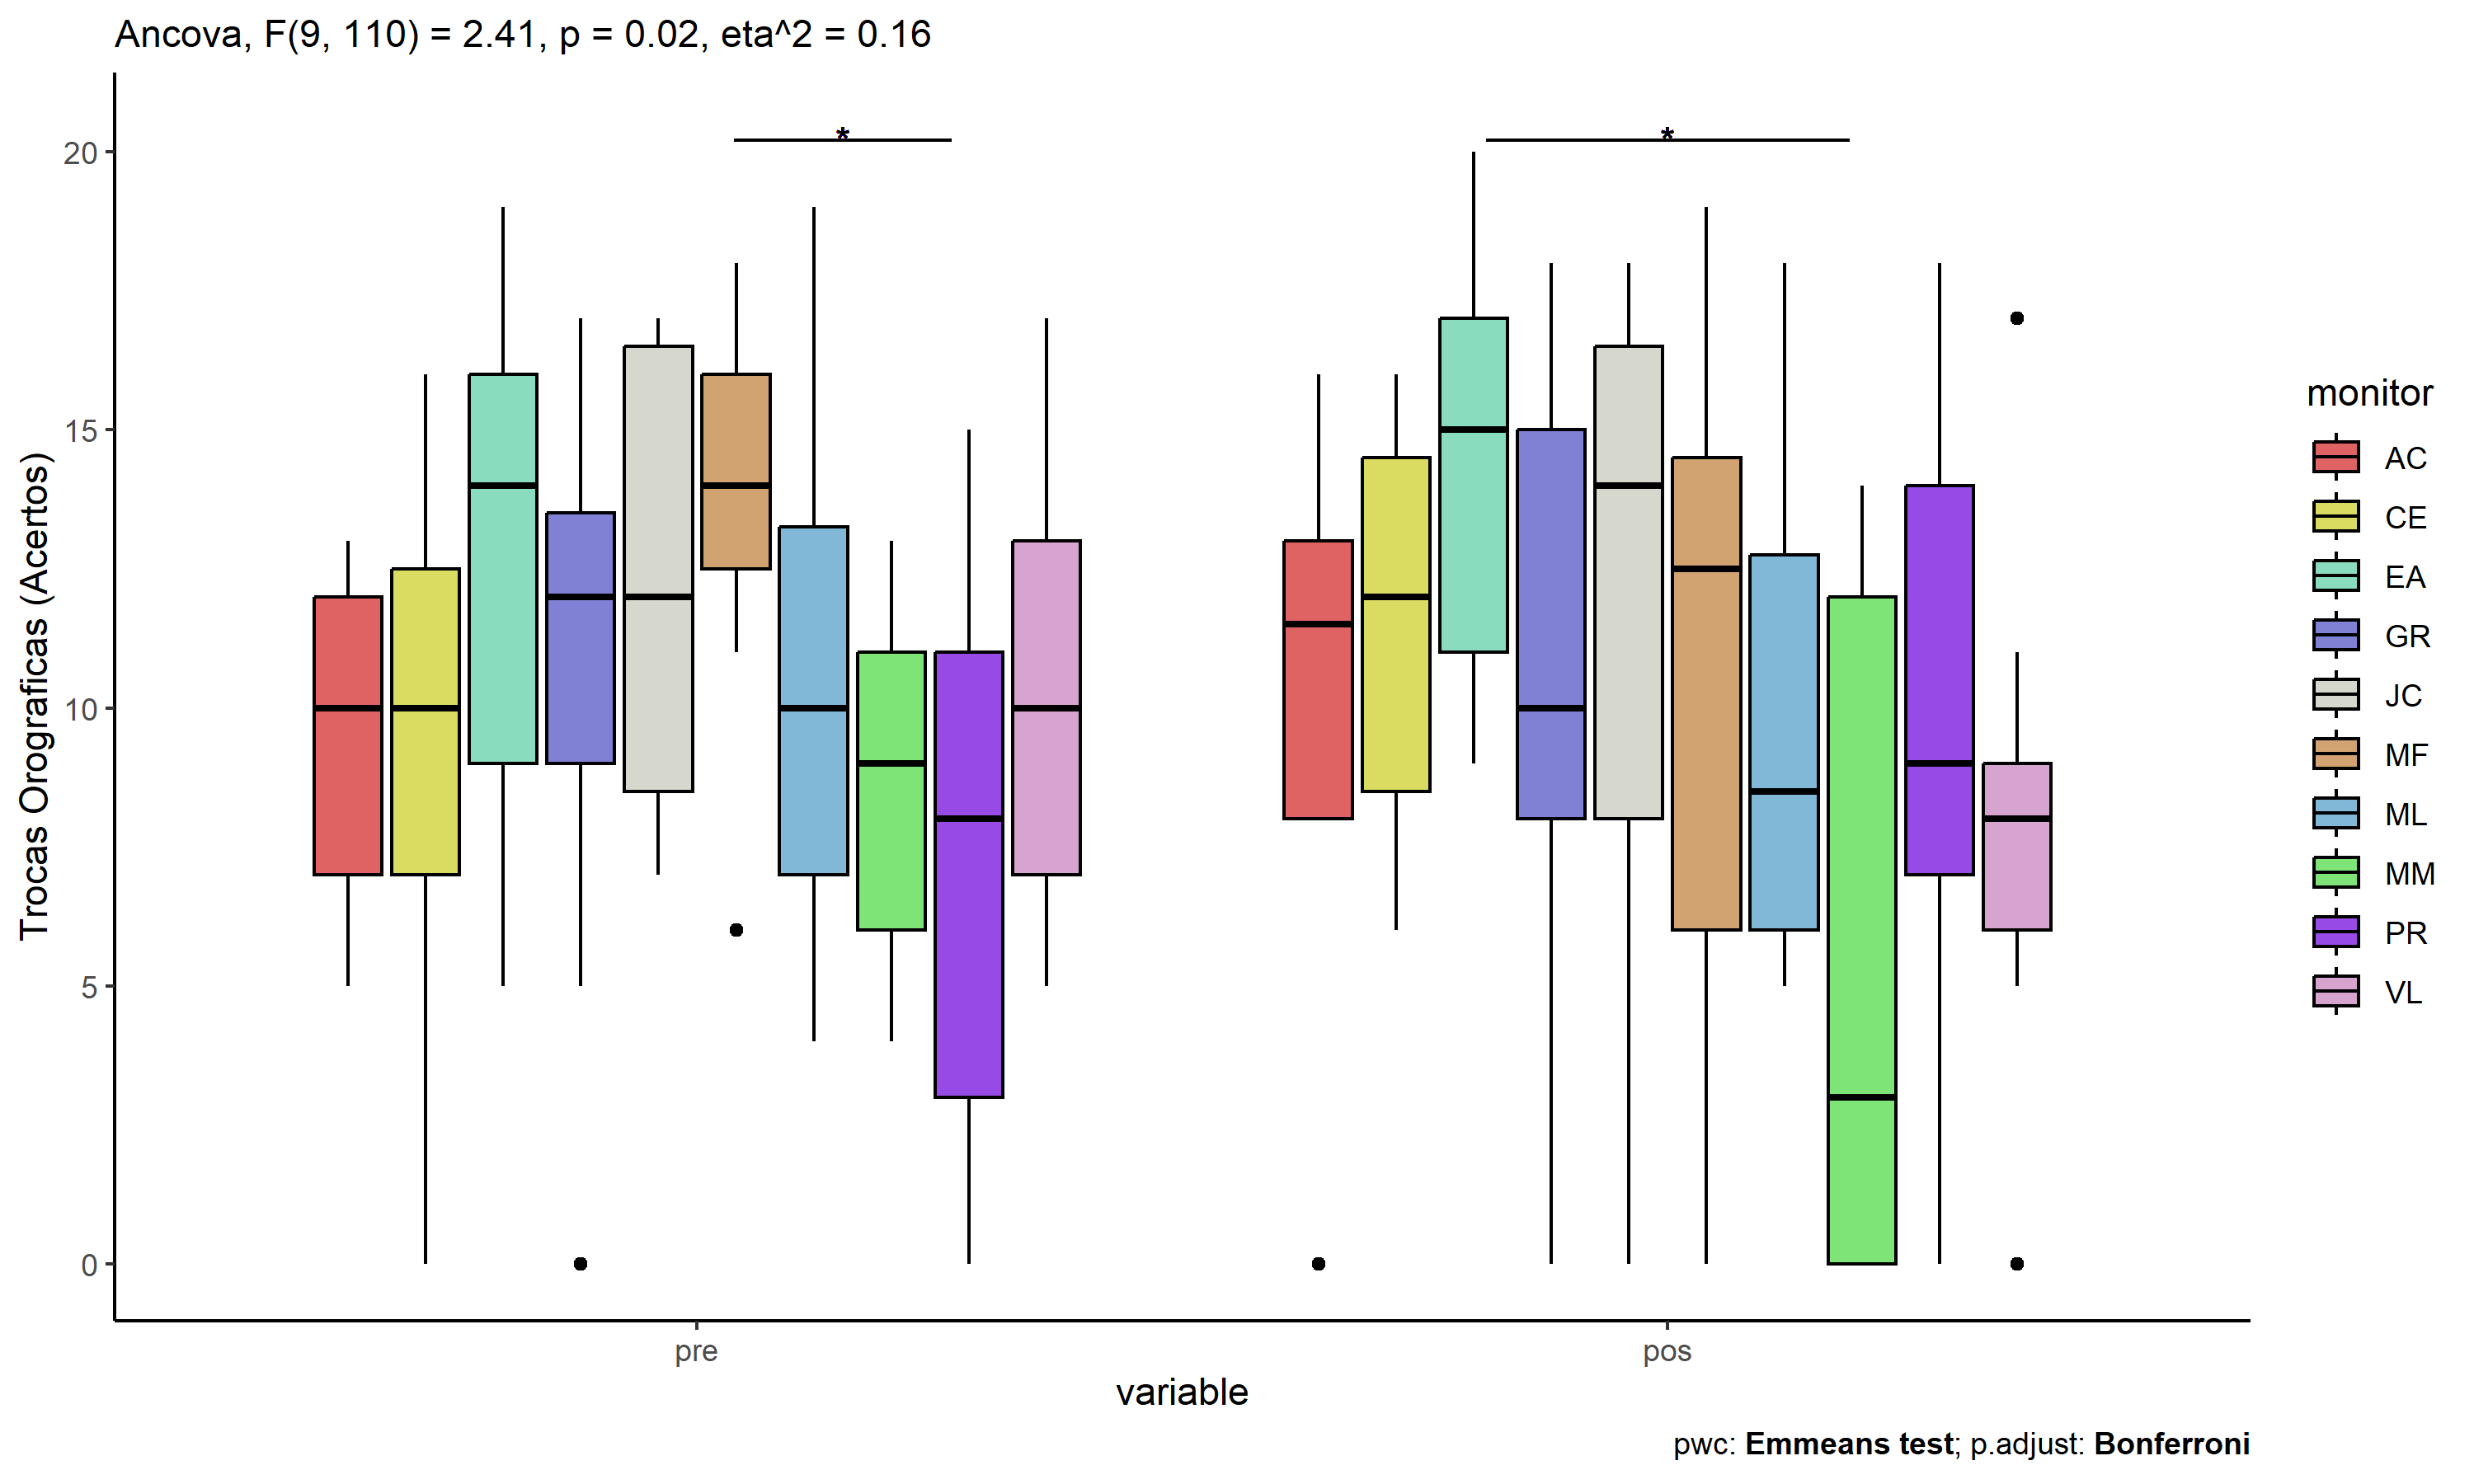 Ancova, F(9, 110) = 2.41, p = 0.02, eta^2 = 0.16
Trocas Orograficas (Acertos)
20
15
10
5
0
*
*
pre
pos
variable
monitor
AC
CE
EA
GR
JC
MF
ML
MM
PR
VL
pwc: Emmeans test; p.adjust: Bonferroni